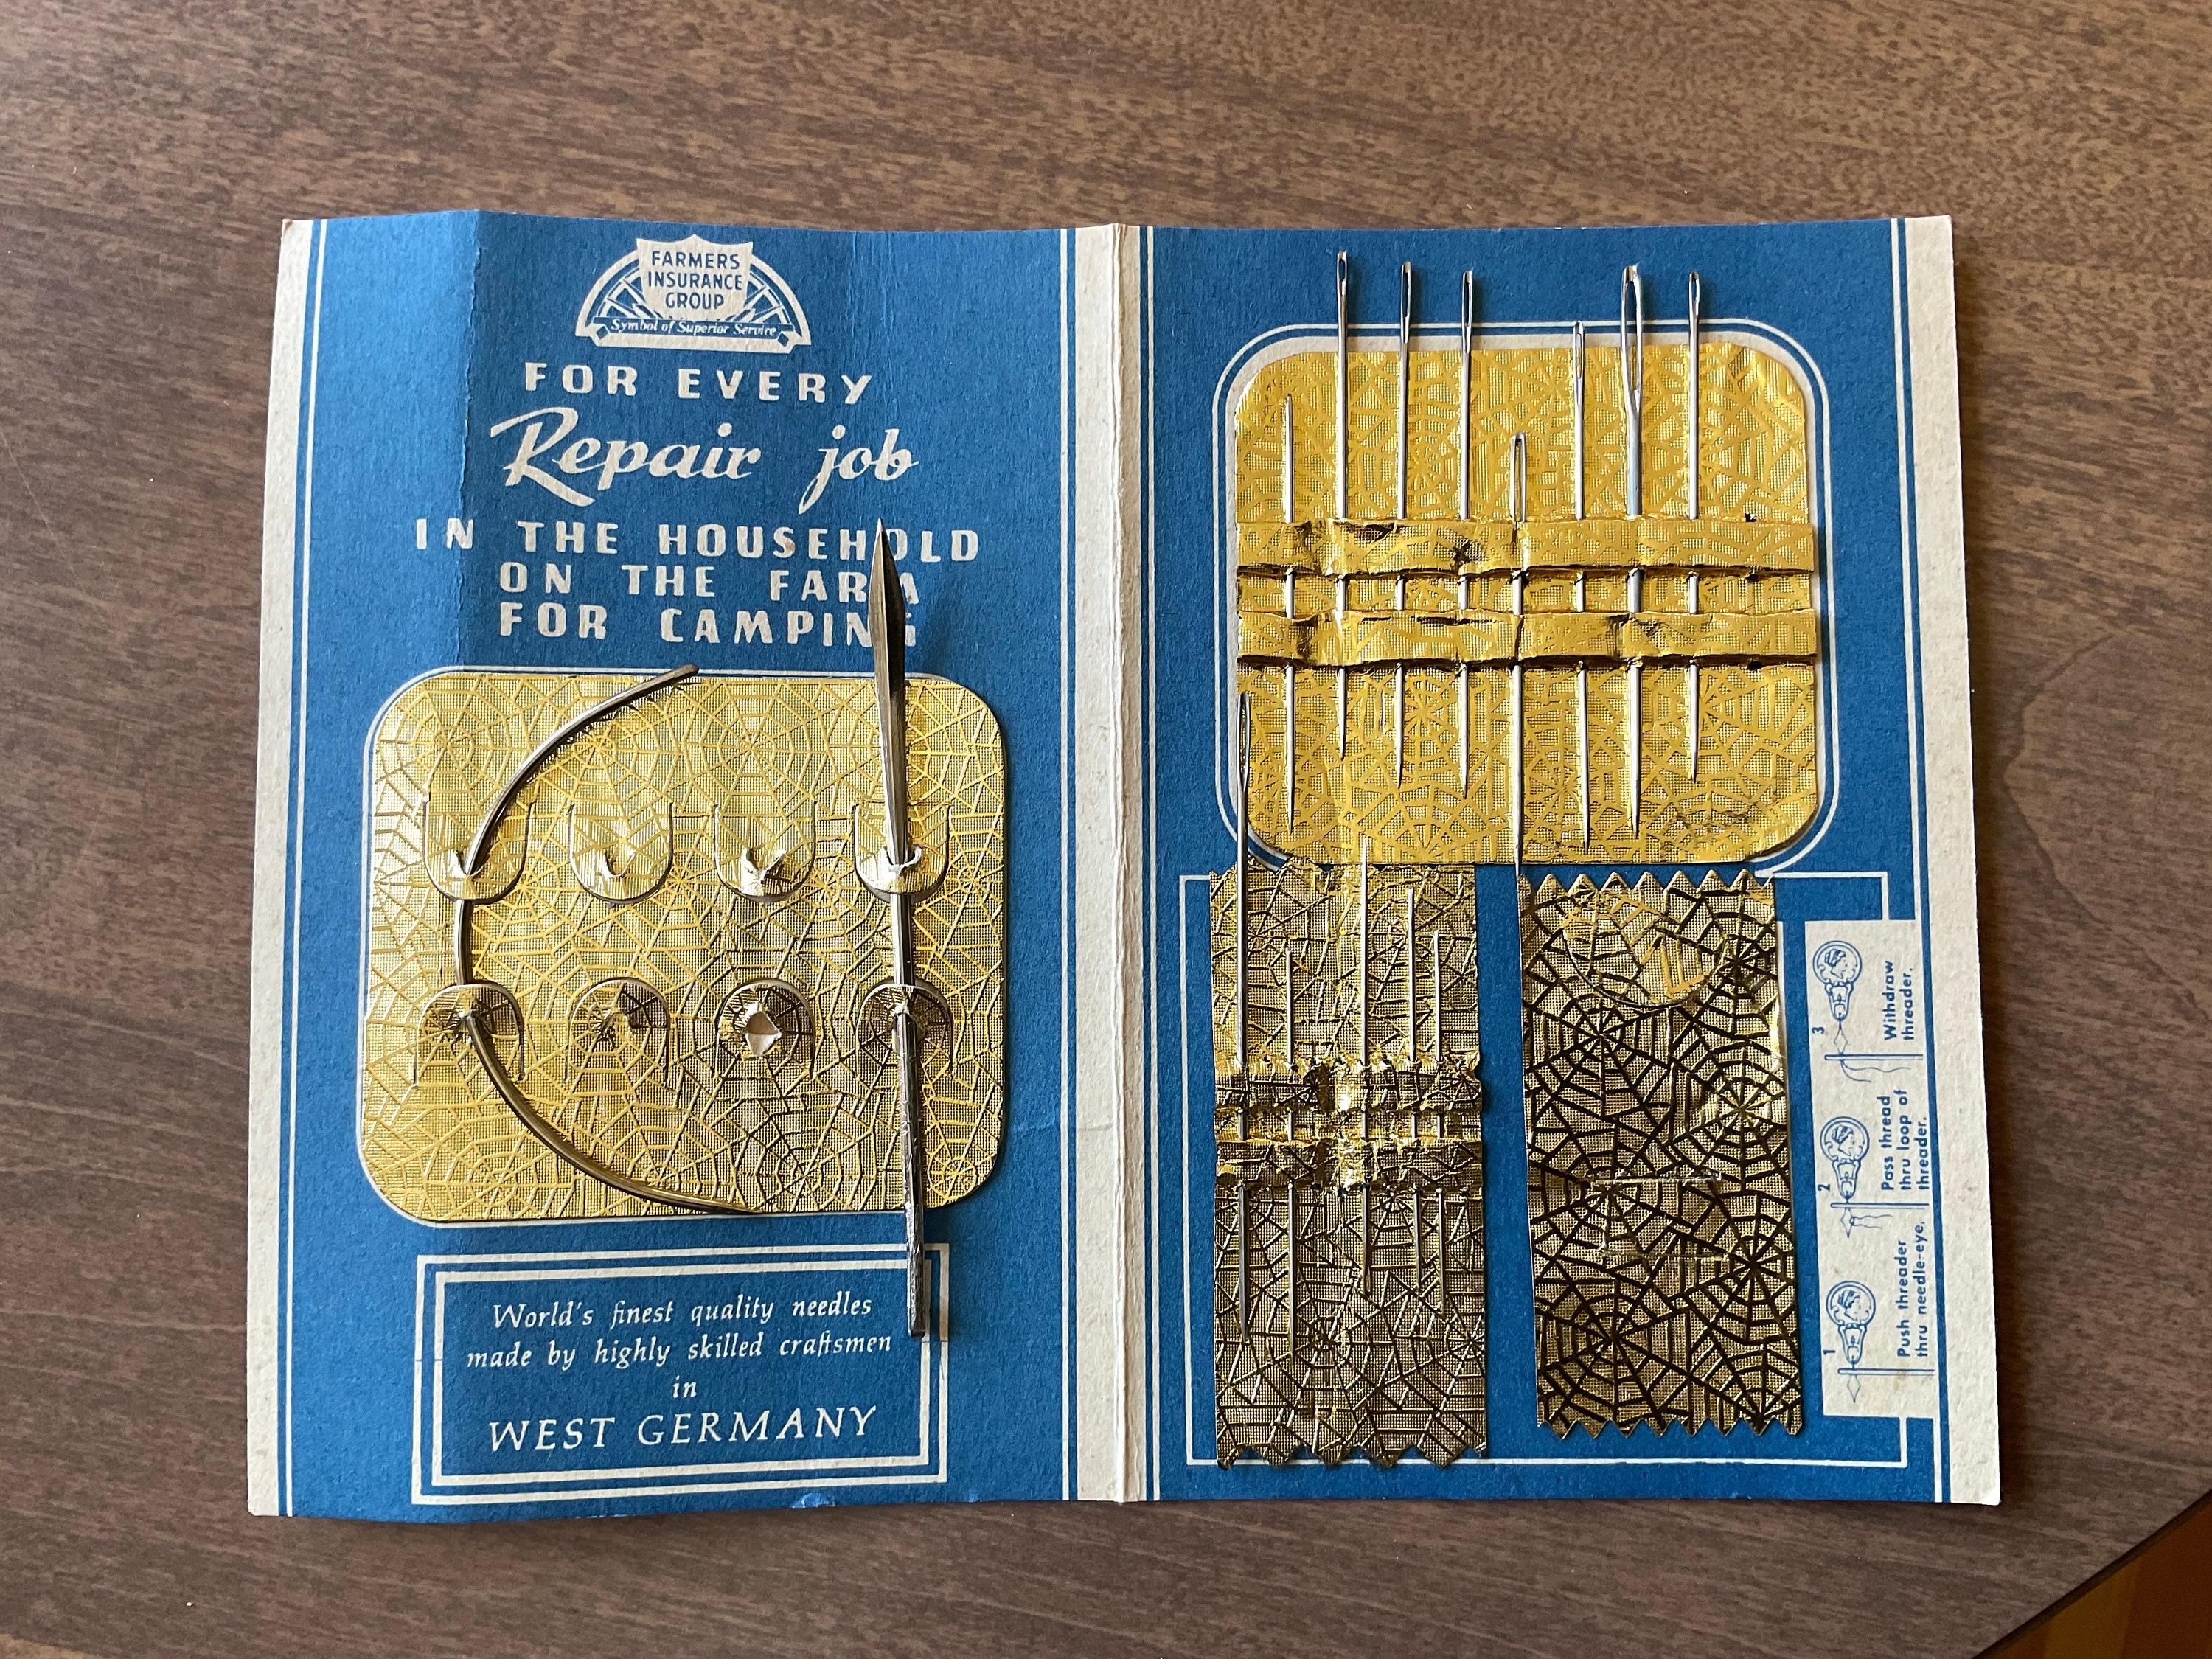 FARMERS
INSURANCE
GROUP
Symbol of Superior Service
FOR EVERY
Repair job
IN THE HOUSEHOLD
ON THE FARM
FOR CAMPING
World's finest quality needles
made by highly skilled craftsmen
in
WEST GERMANY
1
Push threader
thru needle-eye.
2
Pass thread
thru loop of
threader.
3
Withdraw
threader.